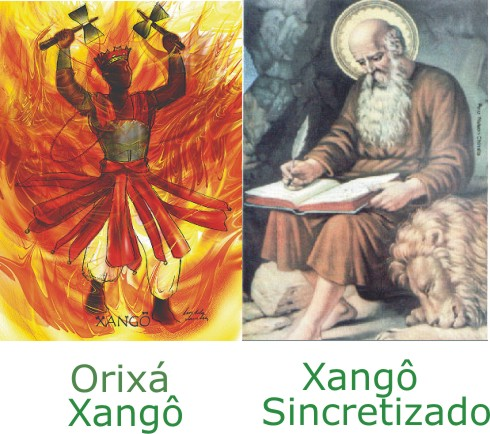 XANGÔ
Orixá
Xangô
Xangô
Sincretizado